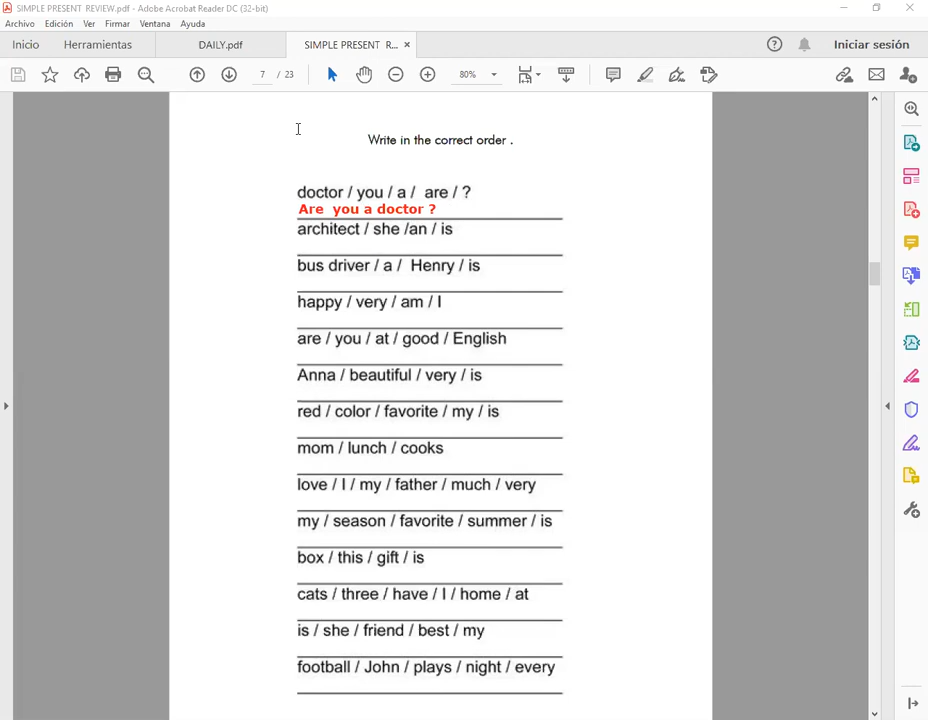 SIMPLE PRESENT REVIEW.pdf - Adobe Acrobat Reader DC (32-bit)
Archivo Edición Ver Firmar Ventana Ayuda
Inicio Herramientas DAILY.pdf SIMPLE PRESENT R... × Iniciar sesión
7 / 23 80%
Write in the correct order .
doctor / you / a / are / ?
Are you a doctor ?
architect / she /an / is
bus driver / a / Henry / is
happy / very / am / I
are / you / at / good / English
Anna / beautiful / very / is
red / color / favorite / my / is
mom / lunch / cooks
love / I / my / father / much / very
my / season / favorite / summer / is
box / this / gift / is
cats / three / have / I / home / at
is / she / friend / best / my
football / John / plays / night / every